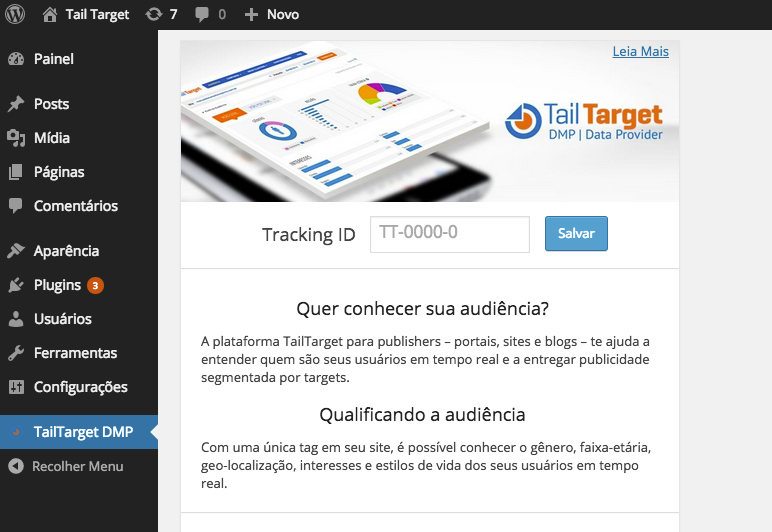 Tail Target 7 0 Novo
Painel
Posts
Mídia
Páginas
Comentários
Aparência
Plugins 3
Usuários
Ferramentas
Configurações
TailTarget DMP
Recolher Menu
Leia Mais
Tail Target
DMP | Data Provider
Tracking ID TT-0000-0 Salvar
Quer conhecer sua audiência?
A plataforma TailTarget para publishers – portais, sites e blogs – te ajuda a
entender quem são seus usuários em tempo real e a entregar publicidade
segmentada por targets.
Qualificando a audiência
Com uma única tag em seu site, é possível conhecer o gênero, faixa-etária,
geo-localização, interesses e estilos de vida dos seus usuários em tempo
real.